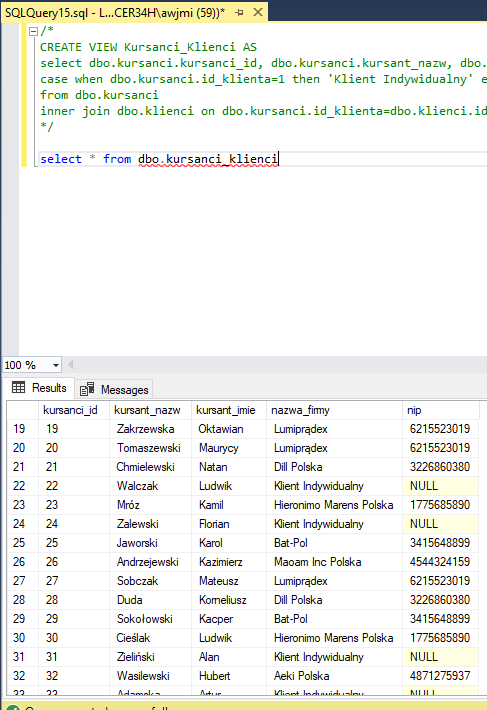 SQLQuery15.sql - L...CER34H\awjmi (59))*
/*
CREATE VIEW Kursanci_Klienci AS
select dbo.kursanci.kursanci_id, dbo.kursanci.kursant_nazw, dbo.
case when dbo.kursanci.id_klienta=1 then 'Klient Indywidualny' e
from dbo.kursanci
inner join dbo.klienci on dbo.kursanci.id_klienta=dbo.klienci.id
*/
select * from dbo.kursanci_klienci
100 %
Results Messages
kursanci_id kursant_nazw kursant_imie nazwa_firmy nip
19 19 Zakrzewska Oktawian Lumiprądex 6215523019
20 20 Tomaszewski Maurycy Lumiprądex 6215523019
21 21 Chmielewski Natan Dill Polska 3226860380
22 22 Walczak Ludwik Klient Indywidualny NULL
23 23 Mróz Kamil Hieronimo Marens Polska 1775685890
24 24 Zalewski Florian Klient Indywidualny NULL
25 25 Jaworski Karol Bat-Pol 3415648899
26 26 Andrzejewski Kazimierz Maoam Inc Polska 4544324159
27 27 Sobczak Mateusz Lumiprądex 6215523019
28 28 Duda Korneliusz Dill Polska 3226860380
29 29 Sokołowski Kacper Bat-Pol 3415648899
30 30 Cieślak Ludwik Hieronimo Marens Polska 1775685890
31 31 Zieliński Alan Klient Indywidualny NULL
32 32 Wasilewski Hubert Aeki Polska 4871275937
33 33 Adamska Artur Klient Indywidualny NULL